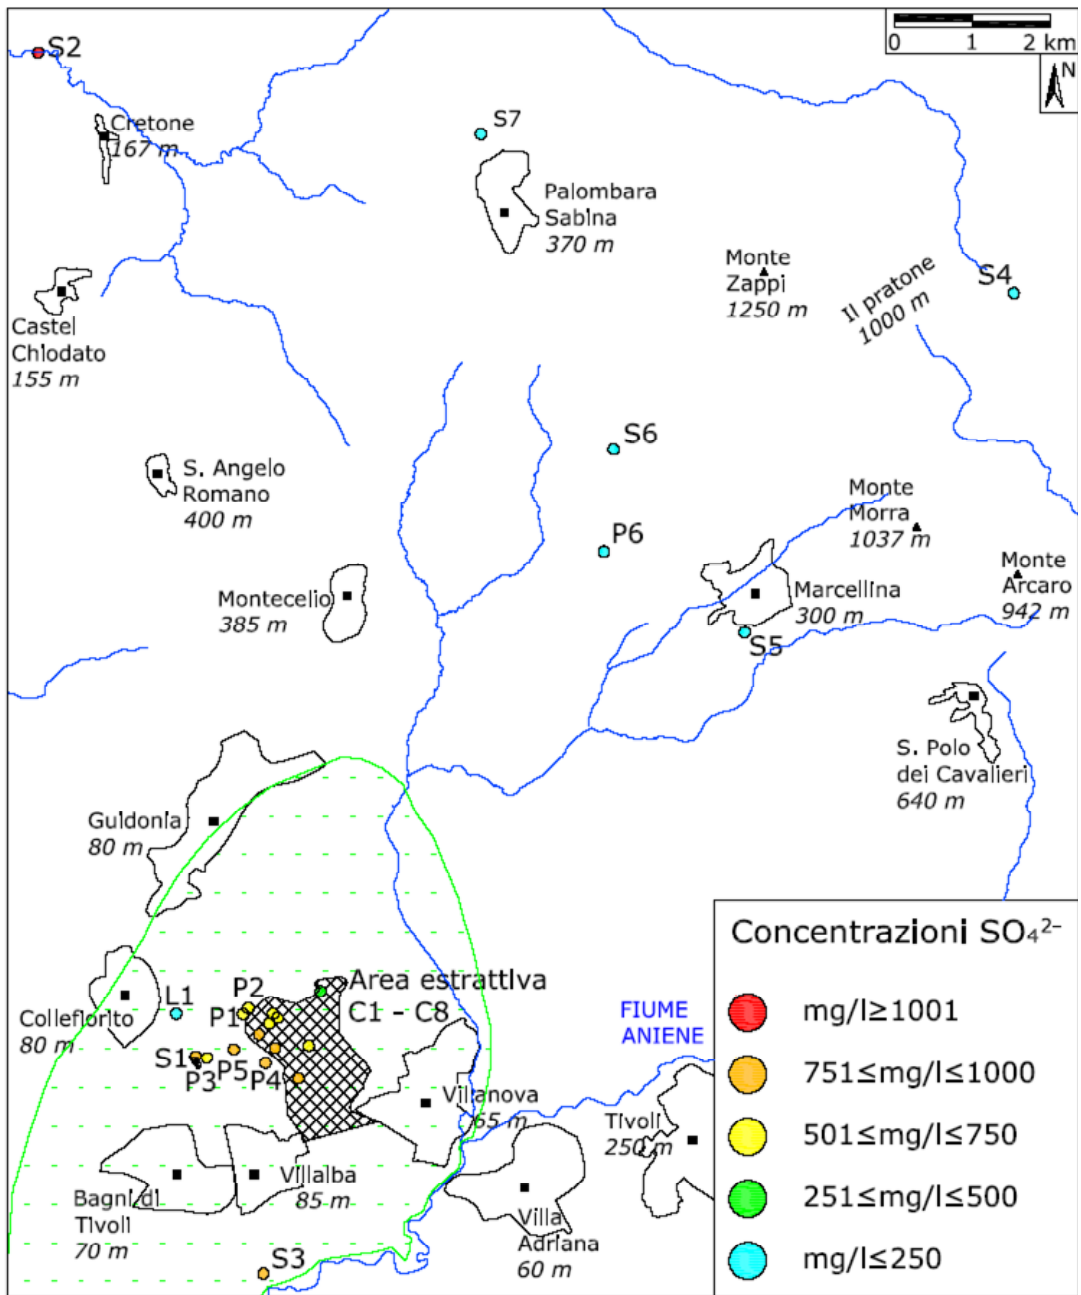 S2
0 1 2 km
N
Cretone
167 m
S7
Palombara
Sabina
370 m
Monte
Zappi
1250 m
Il pratone
1000 m
S4
Castel
Chiodato
155 m
S6
S. Angelo
Romano
400 m
Monte
Morra
1037 m
P6
Monte
Arcaro
942 m
Montecelio
385 m
Marcellina
300 m
S5
S. Polo
dei Cavalieri
640 m
Guidonia
80 m
Collefiorito
80 m
L1
P2
P1
Area estrattiva
C1 - C8
S1
P3
P5
P4
FIUME
ANIENE
Villanova
65 m
Tivoli
250 m
Bagni di
Tivoli
70 m
Villalba
85 m
Villa
Adriana
60 m
S3
Concentrazioni SO₄²⁻
mg/l≥1001
751≤mg/l≤1000
501≤mg/l≤750
251≤mg/l≤500
mg/l≤250